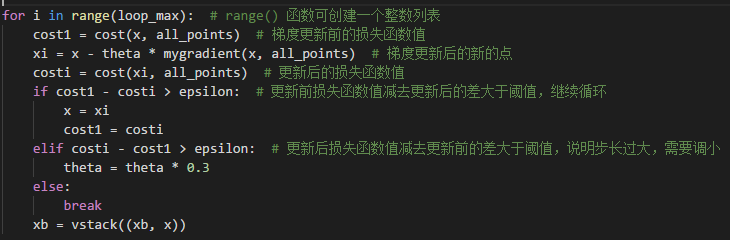 for i in range(loop_max):  # range() 函数可创建一个整数列表
    cost1 = cost(x, all_points)  # 梯度更新前的损失函数值
    xi = x - theta * mygradient(x, all_points)  # 梯度更新后的新的点
    costi = cost(xi, all_points)  # 更新后的损失函数值
    if cost1 - costi > epsilon:  # 更新前损失函数值减去更新后的差大于阈值，继续循环
        x = xi
        cost1 = costi
    elif costi - cost1 > epsilon:  # 更新后损失函数值减去更新前的差大于阈值，说明步长过大，需要调小
        theta = theta * 0.3
    else:
        break
    xb = vstack((xb, x))